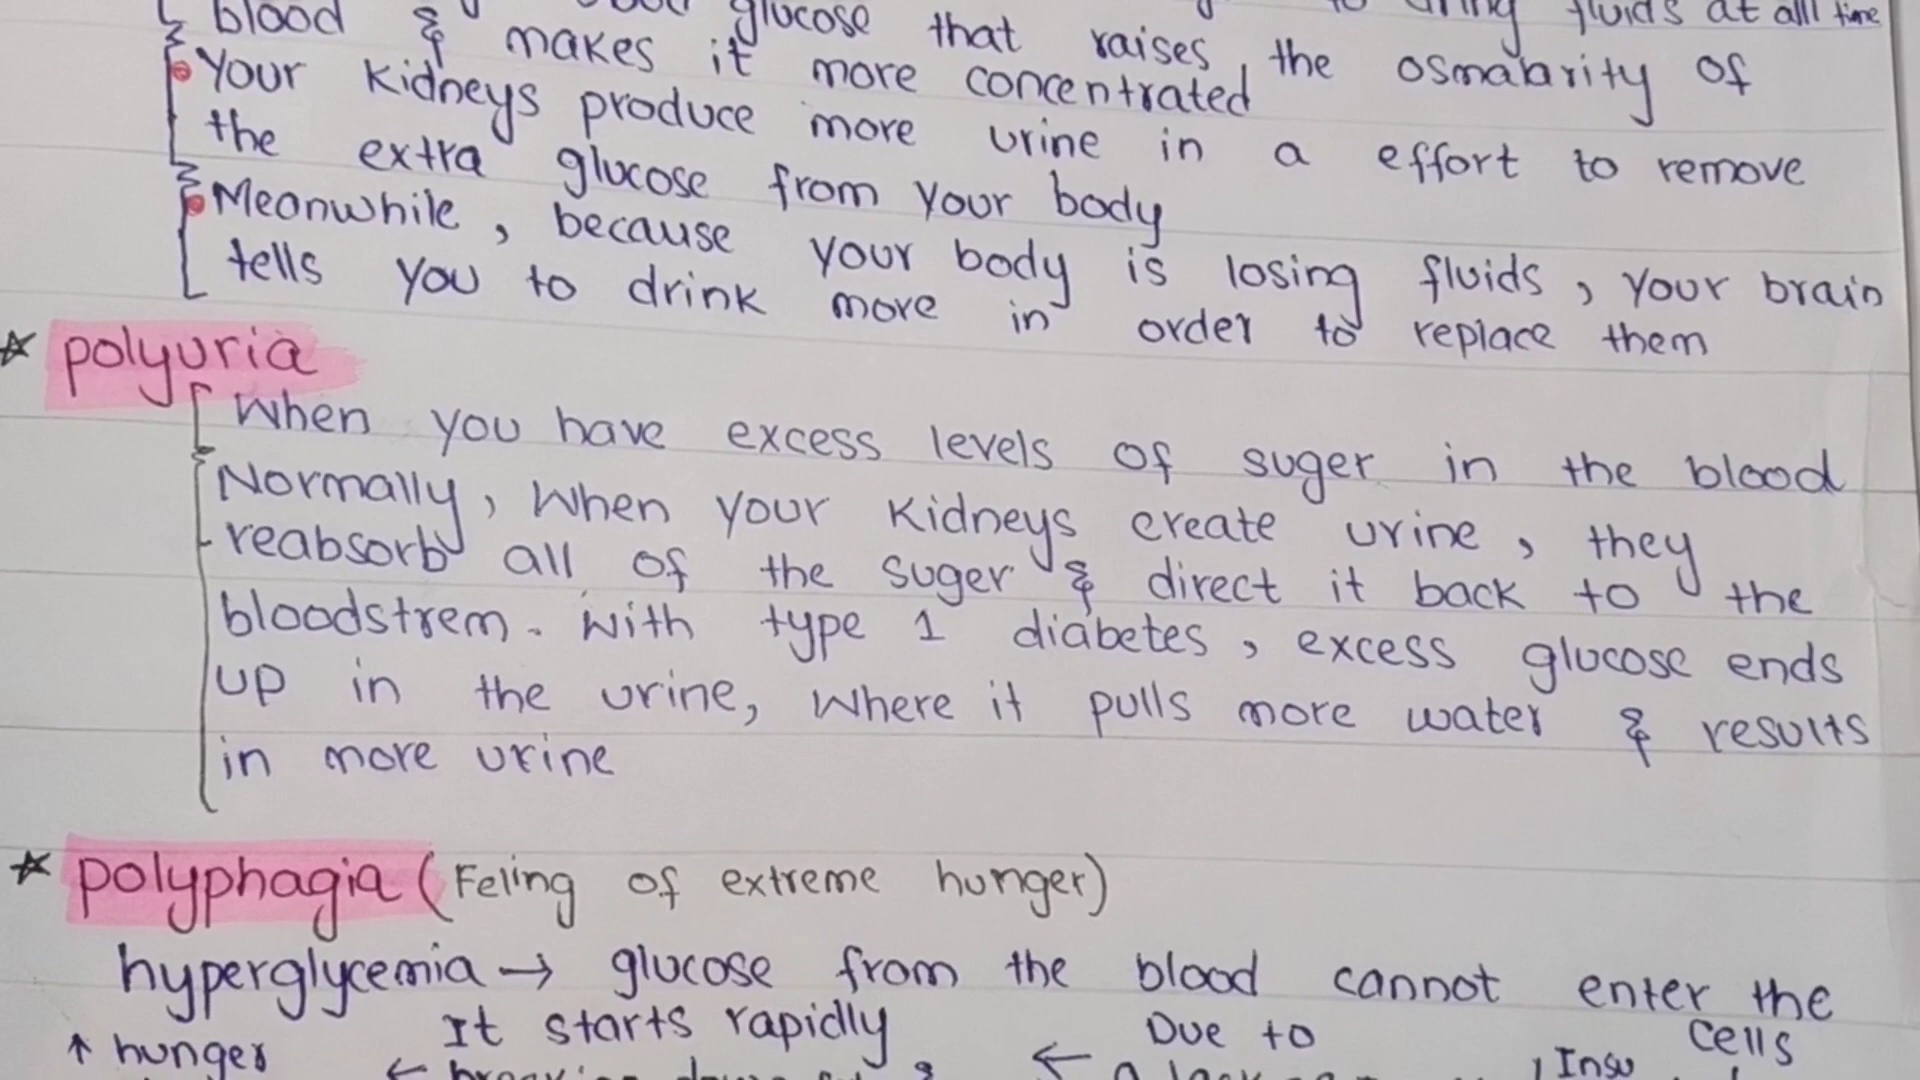 glucose that raises the osmalarity of
blood & makes it more concentrated
fluids at alll time
Your kidneys produce more urine in a effort to remove
the extra glucose from your body
Meanwhile, because your body is losing fluids, your brain
tells you to drink more in order to replace them
polyuria
When you have excess levels of suger in the blood
Normally, when your kidneys create urine, they
reabsorb all of the suger & direct it back to the
bloodstrem. With type 1 diabetes, excess glucose ends
up in the urine, where it pulls more water & results
in more urine
polyphagia (Feling of extreme hunger)
hyperglycemia → glucose from the blood cannot enter the
cells
↑ hunger It starts rapidly ← Due to